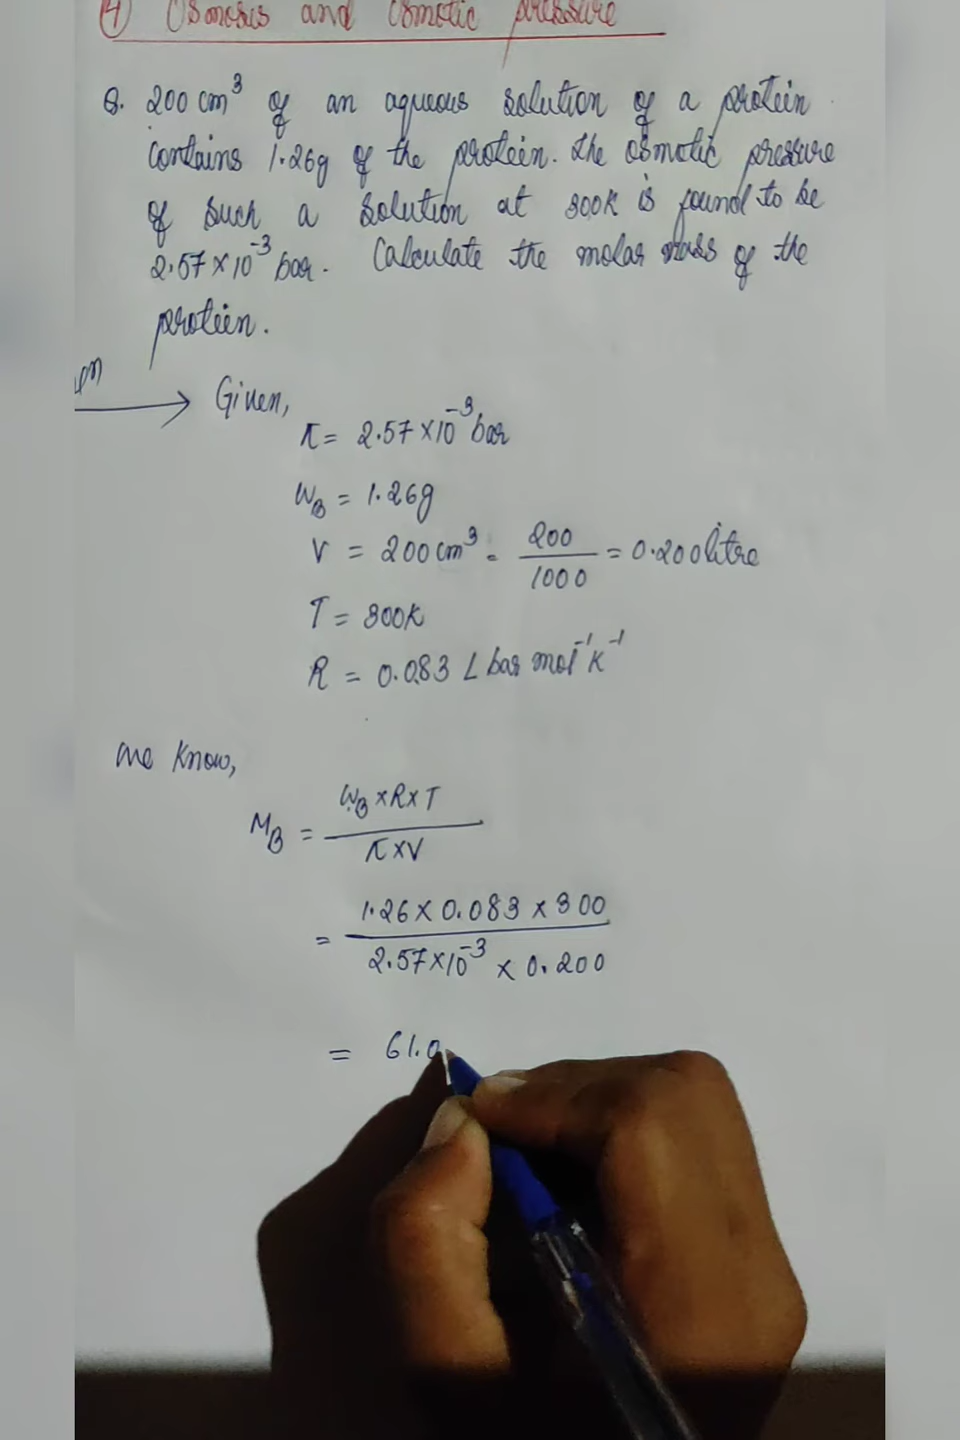 4 Osmosis and Osmotic pressure
Q. 200 cm³ of an aqueous solution of a protein
contains 1.26g of the protein. The osmotic pressure
of such a solution at 300K is found to be
2.57×10⁻³ bar. Calculate the molar mass of the
protein.
Given,
π = 2.57×10⁻³ bar
W_B = 1.26g
V = 200 cm³ = 200/1000 = 0.200 litre
T = 300K
R = 0.083 L bar mol⁻¹ K⁻¹
We know,
M_B = W_B×R×T / π×V
= 1.26 × 0.083 × 300 / 2.57×10⁻³ × 0.200
= 61.0